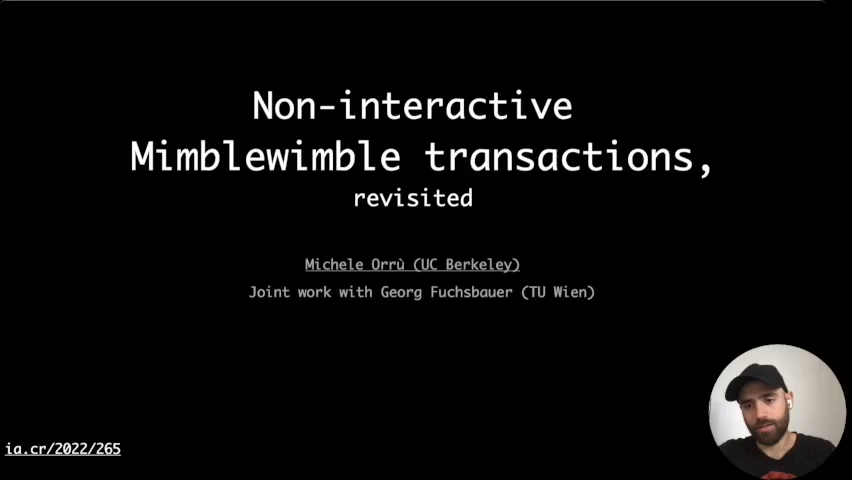 Non-interactive
Mimblewimble transactions,
revisited
Michele Orrù (UC Berkeley)
Joint work with Georg Fuchsbauer (TU Wien)
ia.cr/2022/265